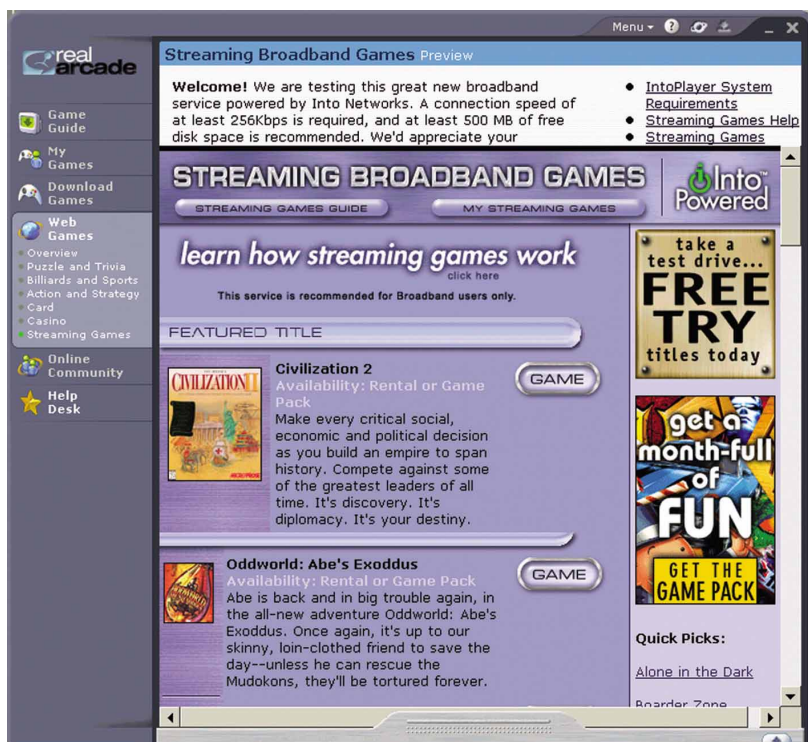 Menu
real
arcade
Game
Guide
My
Games
Download
Games
Web
Games
Overview
Puzzle and Trivia
Billiards and Sports
Action and Strategy
Card
Casino
Streaming Games
Online
Community
Help
Desk
Streaming Broadband Games Preview
Welcome! We are testing this great new broadband
service powered by Into Networks. A connection speed of
at least 256Kbps is required, and at least 500 MB of free
disk space is recommended. We'd appreciate your
IntoPlayer System
Requirements
Streaming Games Help
Streaming Games
STREAMING BROADBAND GAMES
STREAMING GAMES GUIDE
MY STREAMING GAMES
Into™
Powered
learn how streaming games work
click here
This service is recommended for Broadband users only.
FEATURED TITLE
CIVILIZATION II
Civilization 2
Availability: Rental or Game
Pack
Make every critical social,
economic and political decision
as you build an empire to span
history. Compete against some
of the greatest leaders of all
time. It's discovery. It's
diplomacy. It's your destiny.
GAME
Oddworld: Abe's Exoddus
Availability: Rental or Game Pack
Abe is back and in big trouble again, in
the all-new adventure Oddworld: Abe's
Exoddus. Once again, it's up to our
skinny, loin-clothed friend to save the
day--unless he can rescue the
Mudokons, they'll be tortured forever.
GAME
take a
test drive...
FREE
TRY
titles today
get a
month-full
of
FUN
GET THE
GAME PACK
Quick Picks:
Alone in the Dark
Boarder Zone